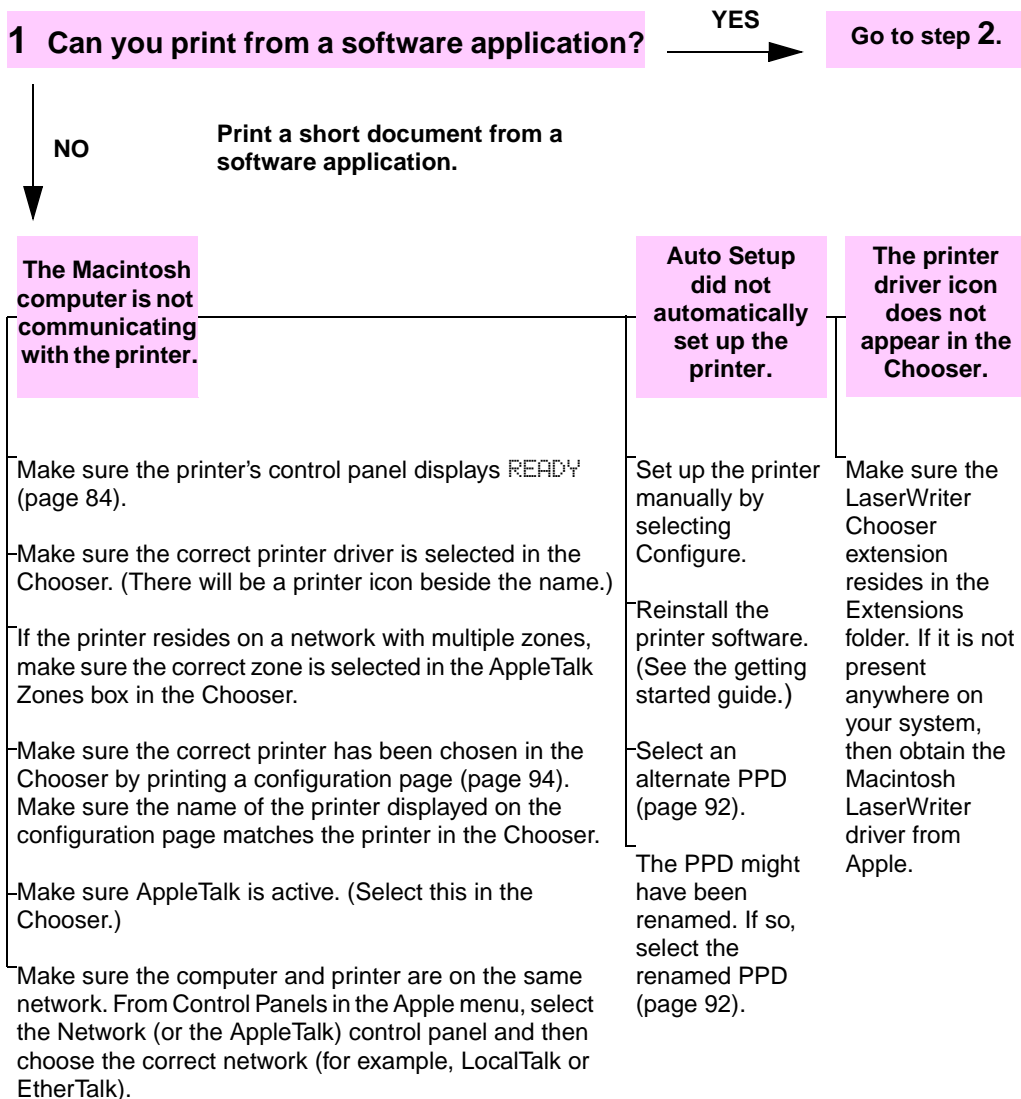 1 Can you print from a software application?
YES
Go to step 2.
NO
Print a short document from a
software application.
The Macintosh
computer is not
communicating
with the printer.
Make sure the printer’s control panel displays READY
(page 84).
Make sure the correct printer driver is selected in the
Chooser. (There will be a printer icon beside the name.)
If the printer resides on a network with multiple zones,
make sure the correct zone is selected in the AppleTalk
Zones box in the Chooser.
Make sure the correct printer has been chosen in the
Chooser by printing a configuration page (page 94).
Make sure the name of the printer displayed on the
configuration page matches the printer in the Chooser.
Make sure AppleTalk is active. (Select this in the
Chooser.)
Make sure the computer and printer are on the same
network. From Control Panels in the Apple menu, select
the Network (or the AppleTalk) control panel and then
choose the correct network (for example, LocalTalk or
EtherTalk).
Auto Setup
did not
automatically
set up the
printer.
Set up the printer
manually by
selecting
Configure.
Reinstall the
printer software.
(See the getting
started guide.)
Select an
alternate PPD
(page 92).
The PPD might
have been
renamed. If so,
select the
renamed PPD
(page 92).
The printer
driver icon
does not
appear in the
Chooser.
Make sure the
LaserWriter
Chooser
extension
resides in the
Extensions
folder. If it is not
present
anywhere on
your system,
then obtain the
Macintosh
LaserWriter
driver from
Apple.